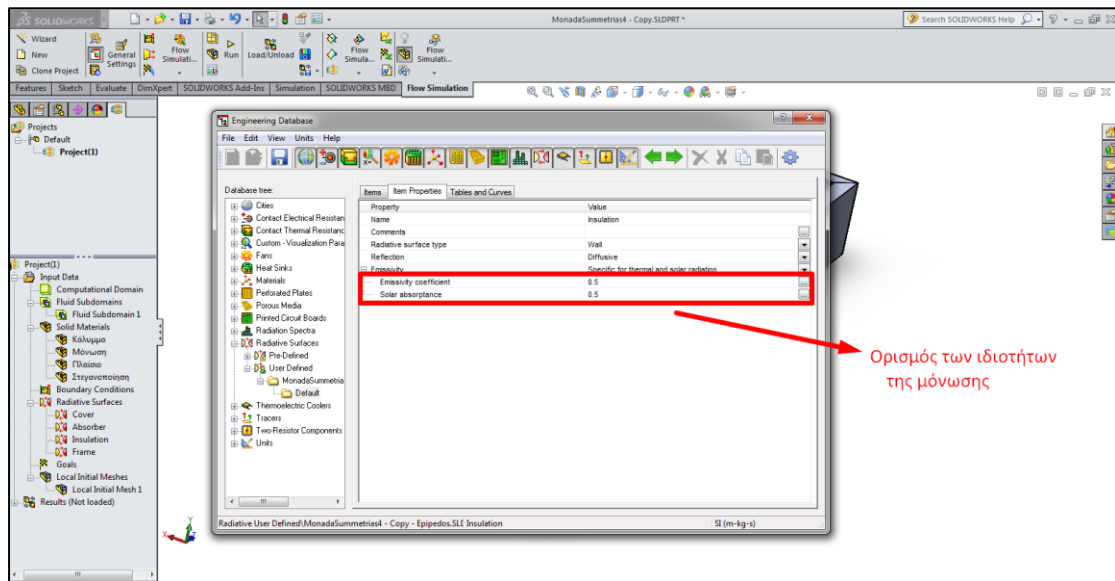 SOLIDWORKS
MonadaSummetrias4 - Copy.SLDPRT *
Search SOLIDWORKS Help
Wizard
New
Clone Project
General Settings
Flow Simulati...
Run
Load/Unload
Flow Simula...
Flow Simulati...
Features
Sketch
Evaluate
DimXpert
SOLIDWORKS Add-Ins
Simulation
SOLIDWORKS MBD
Flow Simulation
Projects
Default
Project(1)
Project(1)
Input Data
Computational Domain
Fluid Subdomains
Fluid Subdomain 1
Solid Materials
Κάλυμμα
Μόνωση
Πλαίσιο
Στεγανοποίηση
Boundary Conditions
Radiative Surfaces
Cover
Absorber
Insulation
Frame
Goals
Local Initial Meshes
Local Initial Mesh 1
Results (Not loaded)
Engineering Database
File Edit View Units Help
Database tree:
Cities
Contact Electrical Resistan
Contact Thermal Resistanc
Custom - Visualization Para
Fans
Heat Sinks
Materials
Perforated Plates
Porous Media
Printed Circuit Boards
Radiation Spectra
Radiative Surfaces
Pre-Defined
User Defined
MonadaSummetria
Default
Thermoelectric Coolers
Tracers
Two-Resistor Components
Units
Items Item Properties Tables and Curves
Property Value
Name Insulation
Comments
Radiative surface type Wall
Reflection Diffusive
Emissivity Specific for thermal and solar radiation
Emissivity coefficient 0.5
Solar absorptance 0.5
Radiative User Defined\MonadaSummetrias4 - Copy - Epipedos.SLI Insulation SI (m-kg-s)
Ορισμός των ιδιοτήτων
της μόνωσης